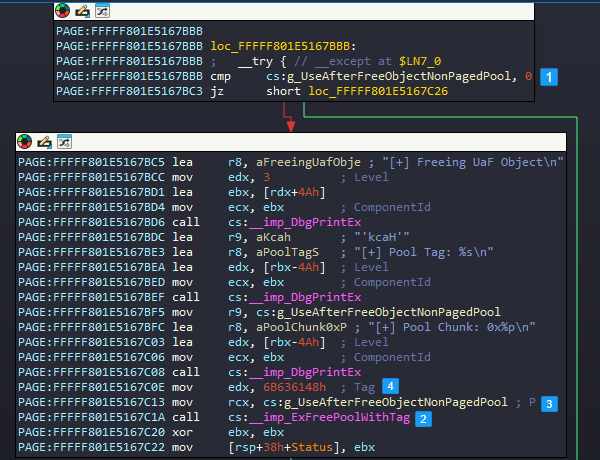 PAGE:FFFFF801E5167BBB
PAGE:FFFFF801E5167BBB loc_FFFFF801E5167BBB:
PAGE:FFFFF801E5167BBB ;   __try { // __except at $LN7_0
PAGE:FFFFF801E5167BBB cmp     cs:g_UseAfterFreeObjectNonPagedPool, 0 1
PAGE:FFFFF801E5167BC3 jz      short loc_FFFFF801E5167C26
PAGE:FFFFF801E5167BC5 lea     r8, aFreeingUafObje ; "[+] Freeing UaF Object\n"
PAGE:FFFFF801E5167BCC mov     edx, 3          ; Level
PAGE:FFFFF801E5167BD1 lea     ebx, [rdx+4Ah]
PAGE:FFFFF801E5167BD4 mov     ecx, ebx        ; ComponentId
PAGE:FFFFF801E5167BD6 call    cs:__imp_DbgPrintEx
PAGE:FFFFF801E5167BDC lea     r9, aKcah       ; "'kcaH'"
PAGE:FFFFF801E5167BE3 lea     r8, aPoolTagS   ; "[+] Pool Tag: %s\n"
PAGE:FFFFF801E5167BEA lea     edx, [rbx-4Ah]  ; Level
PAGE:FFFFF801E5167BED mov     ecx, ebx        ; ComponentId
PAGE:FFFFF801E5167BEF call    cs:__imp_DbgPrintEx
PAGE:FFFFF801E5167BF5 mov     r9, cs:g_UseAfterFreeObjectNonPagedPool
PAGE:FFFFF801E5167BFC lea     r8, aPoolChunk0xP ; "[+] Pool Chunk: 0x%p\n"
PAGE:FFFFF801E5167C03 lea     edx, [rbx-4Ah]  ; Level
PAGE:FFFFF801E5167C06 mov     ecx, ebx        ; ComponentId
PAGE:FFFFF801E5167C08 call    cs:__imp_DbgPrintEx
PAGE:FFFFF801E5167C0E mov     edx, 6B636148h  ; Tag 4
PAGE:FFFFF801E5167C13 mov     rcx, cs:g_UseAfterFreeObjectNonPagedPool ; P 3
PAGE:FFFFF801E5167C1A call    cs:__imp_ExFreePoolWithTag 2
PAGE:FFFFF801E5167C20 xor     ebx, ebx
PAGE:FFFFF801E5167C22 mov     [rsp+38h+Status], ebx